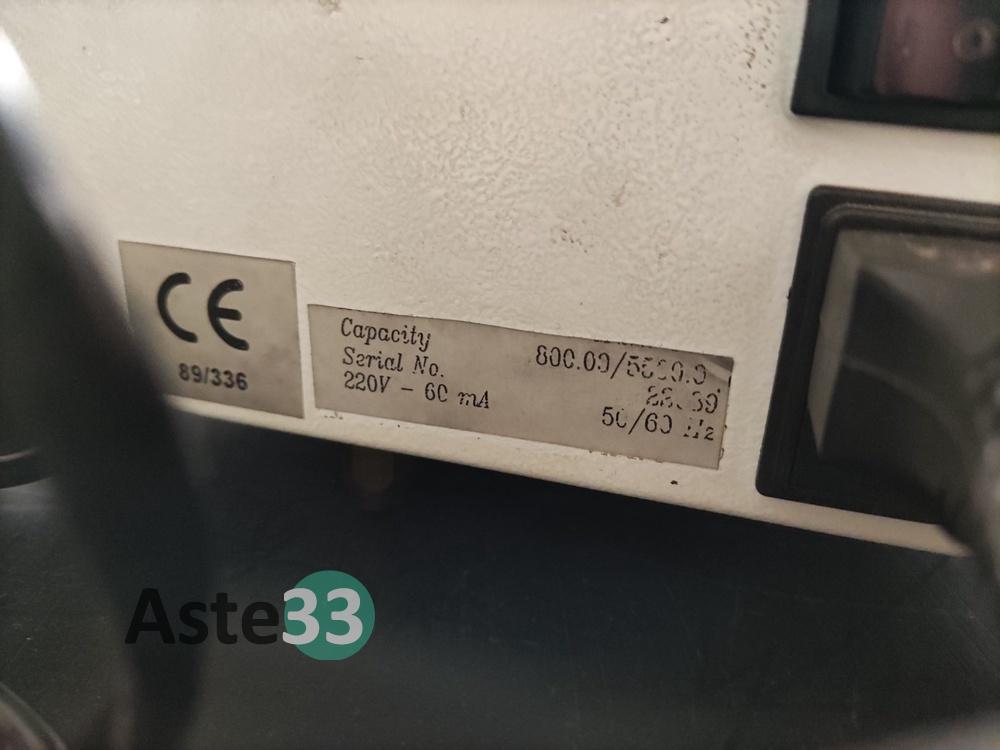 CE
89/336
Capacity
Serial No.
220V - 60 mA 50/60 Hz
Aste33